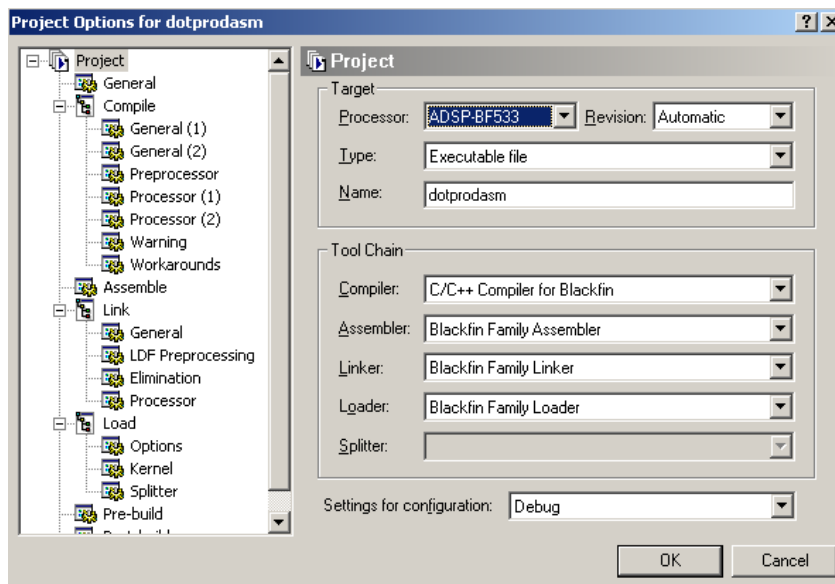 Project Options for dotprodasm
Project
General
Compile
General (1)
General (2)
Preprocessor
Processor (1)
Processor (2)
Warning
Workarounds
Assemble
Link
General
LDF Preprocessing
Elimination
Processor
Load
Options
Kernel
Splitter
Pre-build
Project
Target
Processor: ADSP-BF533 Revision: Automatic
Type: Executable file
Name: dotprodasm
Tool Chain
Compiler: C/C++ Compiler for Blackfin
Assembler: Blackfin Family Assembler
Linker: Blackfin Family Linker
Loader: Blackfin Family Loader
Splitter:
Settings for configuration: Debug
OK Cancel